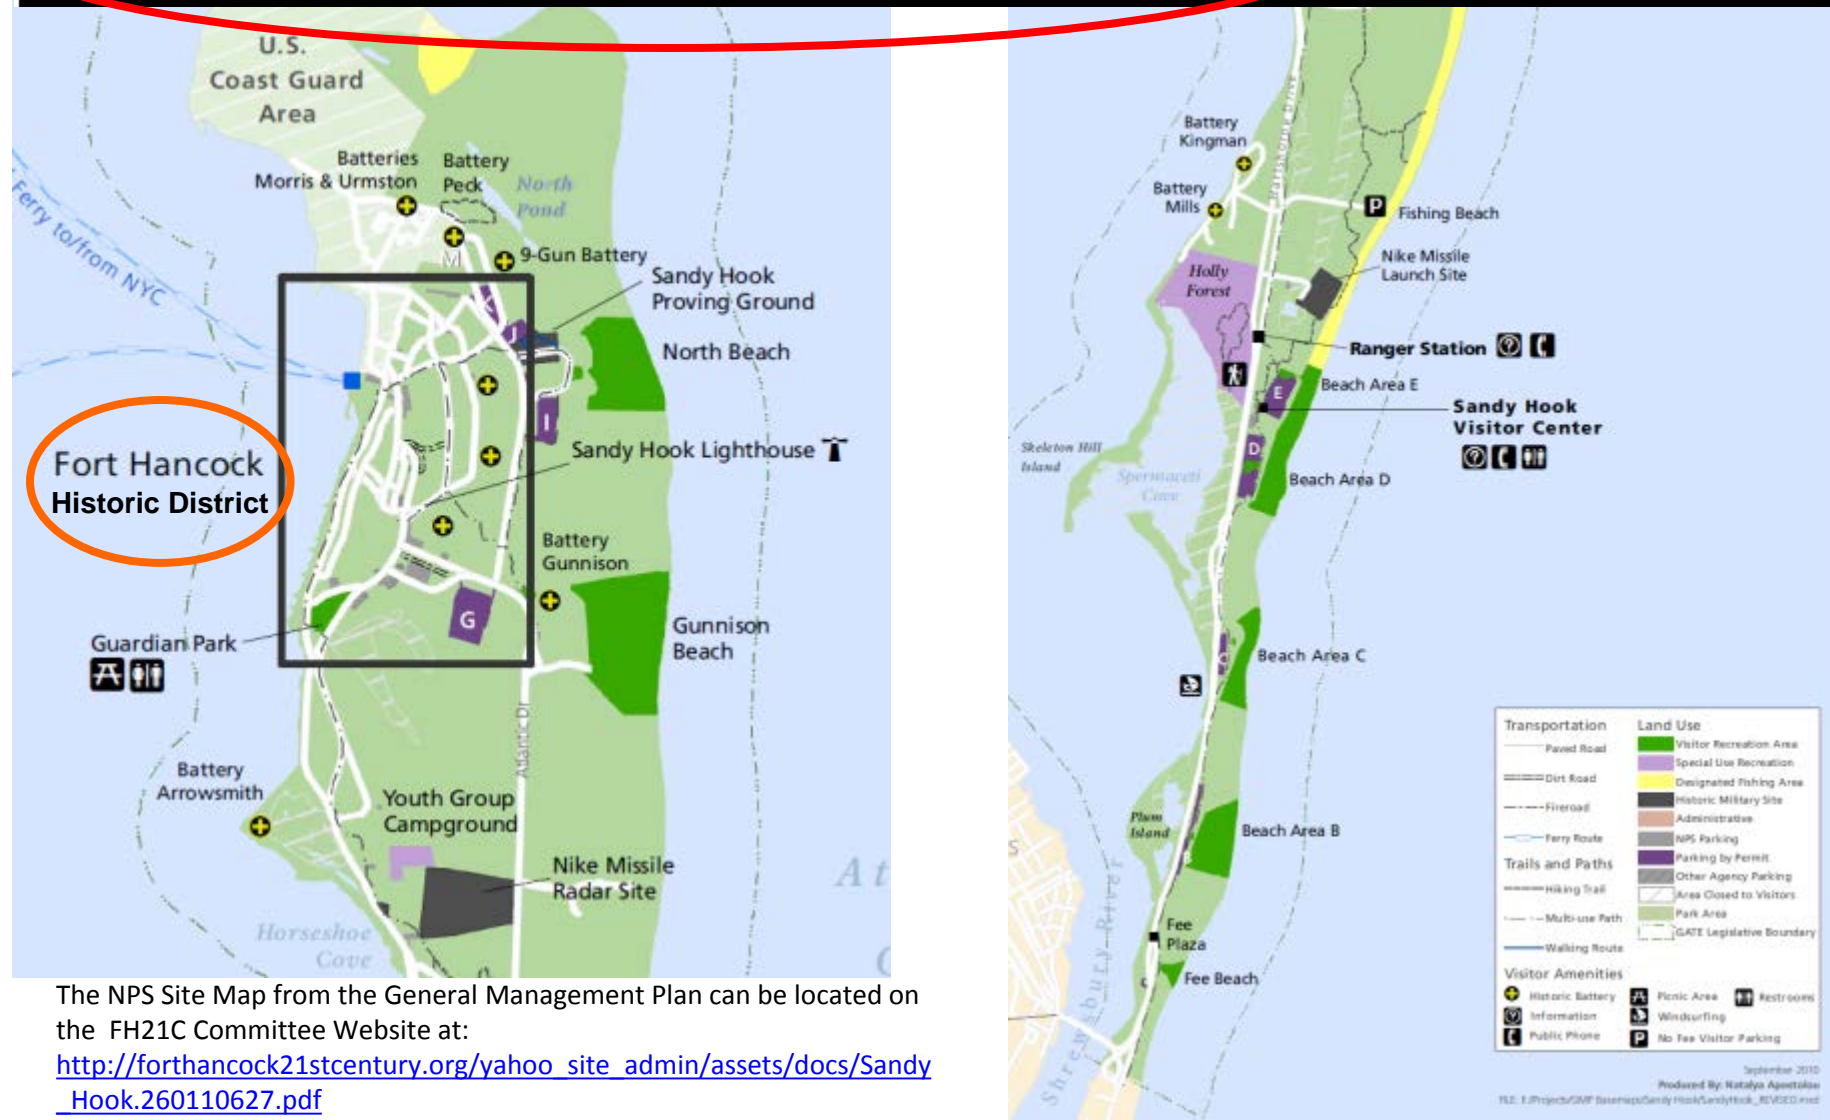 U.S.
Coast Guard
Area
Batteries
Morris & Urmston
Battery
Peck
North
Pond
Ferry to/from NYC
M
9-Gun Battery
Sandy Hook
Proving Ground
K
J
North Beach
I
Fort Hancock
Historic District
Sandy Hook Lighthouse
Battery
Gunnison
G
Guardian Park
Gunnison
Beach
Atlantic Dr
Battery
Arrowsmith
Youth Group
Campground
Nike Missile
Radar Site
At
Horseshoe
Cove
The NPS Site Map from the General Management Plan can be located on
the FH21C Committee Website at:
http://forthancock21stcentury.org/yahoo_site_admin/assets/docs/Sandy
_Hook.260110627.pdf
Battery
Kingman
Battery
Mills
P
Fishing Beach
Nike Missile
Launch Site
Holly
Forest
Ranger Station
Beach Area E
E
Sandy Hook
Visitor Center
Skeleton Hill
Island
Spermaceti
Cove
D
Beach Area D
Beach Area C
C
Plum
Island
Beach Area B
Fee
Plaza
Fee Beach
Shrewsbury River
Transportation
Paved Road
Dirt Road
Fireroad
Ferry Route
Trails and Paths
Hiking Trail
Multi-use Path
Walking Route
Land Use
Visitor Recreation Area
Special Use Recreation
Designated Fishing Area
Historic Military Site
Administrative
NPS Parking
Parking by Permit
Other Agency Parking
Area Closed to Visitors
Park Area
GATE Legislative Boundary
Visitor Amenities
Historic Battery
Picnic Area
Restrooms
Information
Windsurfing
Public Phone
P
No Fee Visitor Parking
September 2010
Produced By: Natalya Apostolou